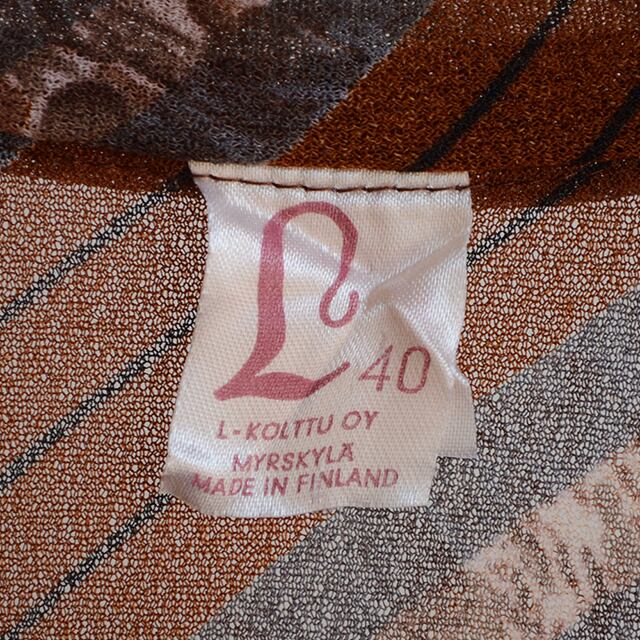 L
40
L-KOLTTU OY
MYRSKYLÄ
MADE IN FINLAND